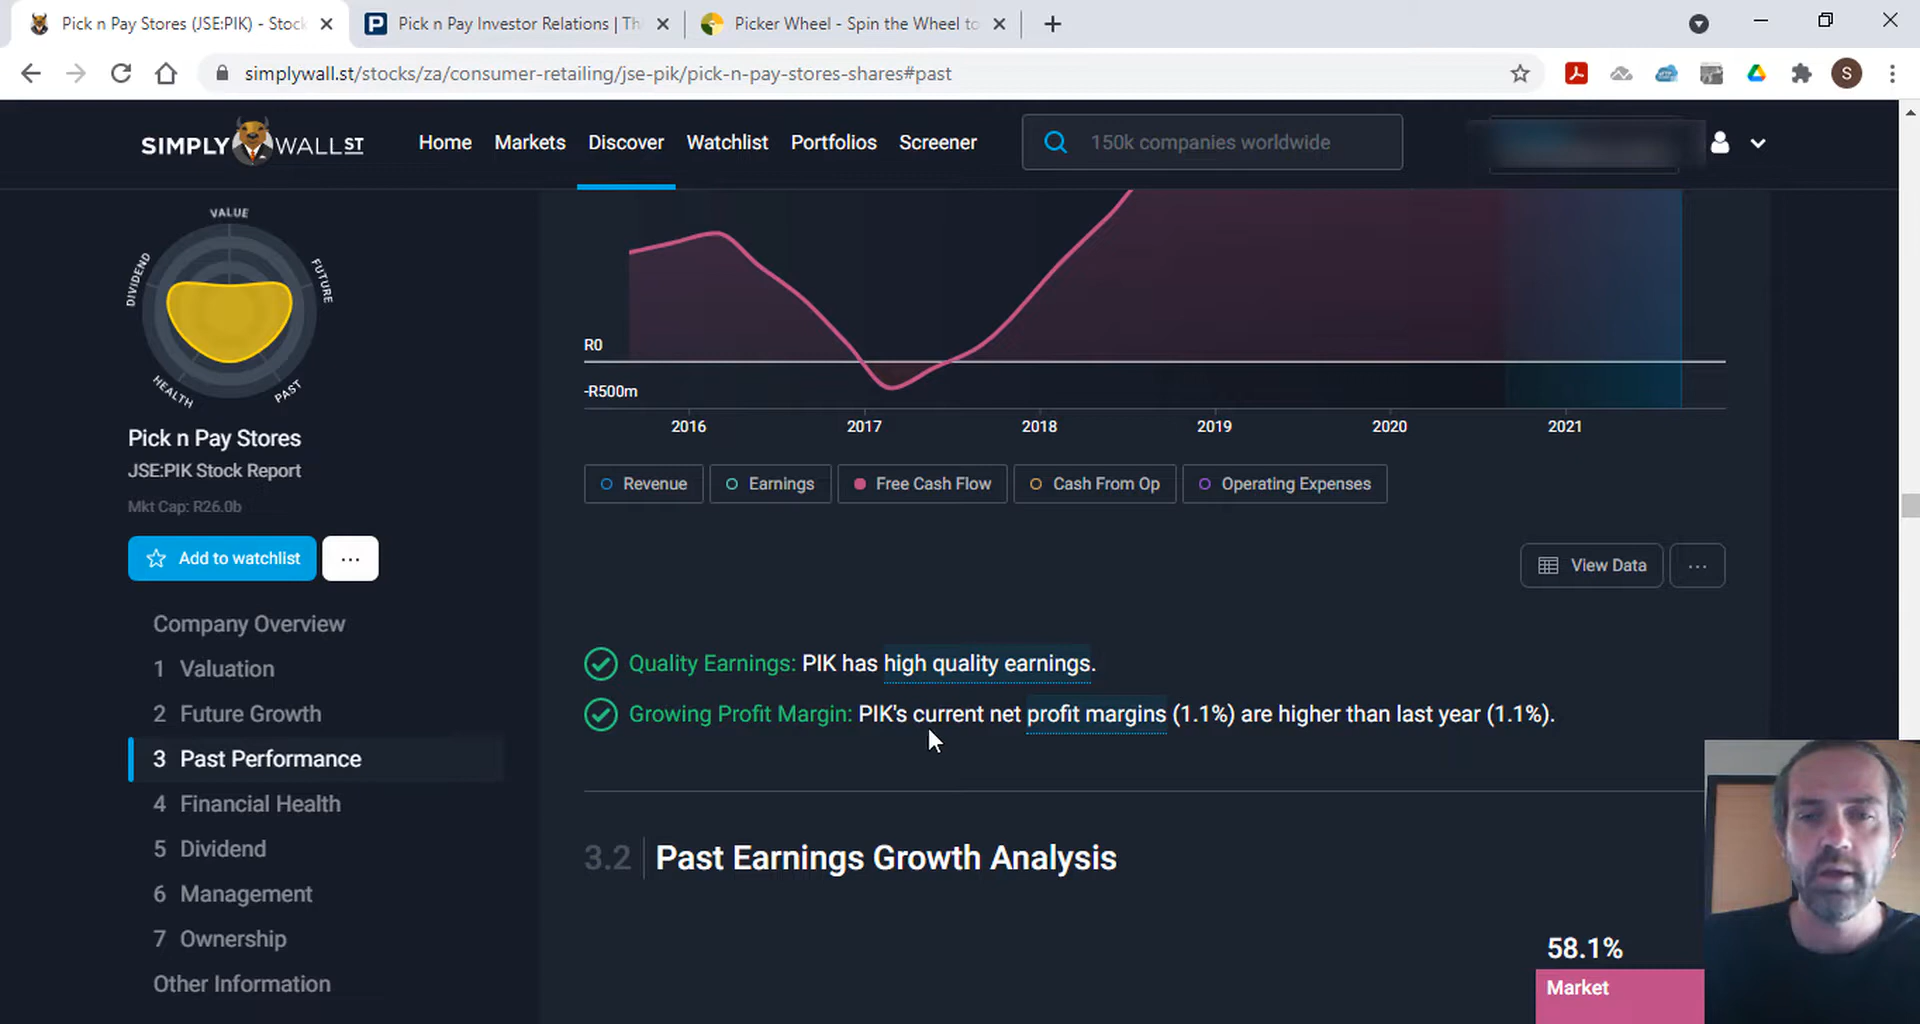 Pick n Pay Stores (JSE:PIK) - Stock
Pick n Pay Investor Relations | Th
Picker Wheel - Spin the Wheel to
simplywall.st/stocks/za/consumer-retailing/jse-pik/pick-n-pay-stores-shares#past
S
SIMPLY WALL ST
Home
Markets
Discover
Watchlist
Portfolios
Screener
150k companies worldwide
VALUE
FUTURE
PAST
HEALTH
DIVIDEND
Pick n Pay Stores
JSE:PIK Stock Report
Mkt Cap: R26.0b
Add to watchlist
...
Company Overview
1 Valuation
2 Future Growth
3 Past Performance
4 Financial Health
5 Dividend
6 Management
7 Ownership
Other Information
R0
-R500m
2016 2017 2018 2019 2020 2021
Revenue
Earnings
Free Cash Flow
Cash From Op
Operating Expenses
View Data
...
Quality Earnings: PIK has high quality earnings.
Growing Profit Margin: PIK's current net profit margins (1.1%) are higher than last year (1.1%).
3.2 Past Earnings Growth Analysis
58.1%
Market